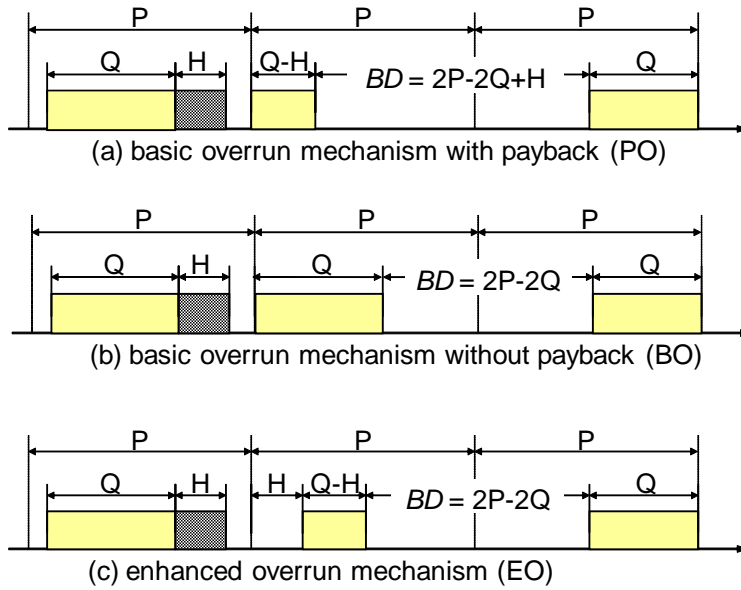 P P P
Q H Q-H BD = 2P-2Q+H Q
(a) basic overrun mechanism with payback (PO)
P P P
Q H Q BD = 2P-2Q Q
(b) basic overrun mechanism without payback (BO)
P P P
Q H H Q-H BD = 2P-2Q Q
(c) enhanced overrun mechanism (EO)